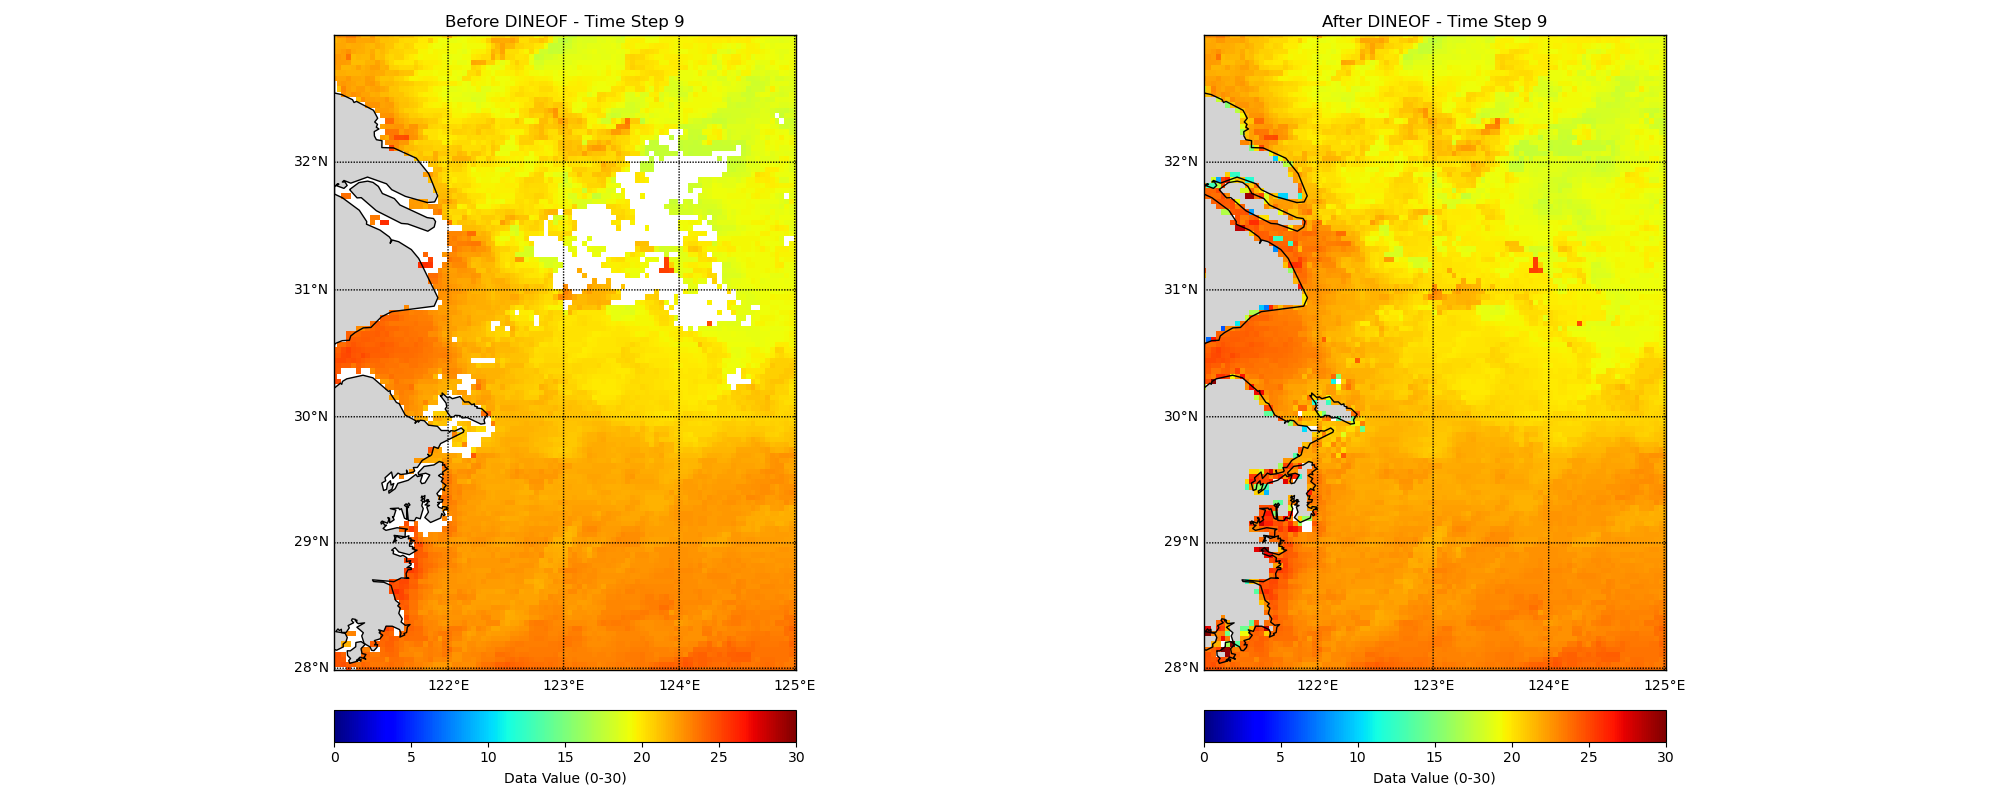 Before DINEOF - Time Step 9
32°N
31°N
30°N
29°N
28°N
122°E 123°E 124°E 125°E
0 5 10 15 20 25 30
Data Value (0-30)
After DINEOF - Time Step 9
32°N
31°N
30°N
29°N
28°N
122°E 123°E 124°E 125°E
0 5 10 15 20 25 30
Data Value (0-30)